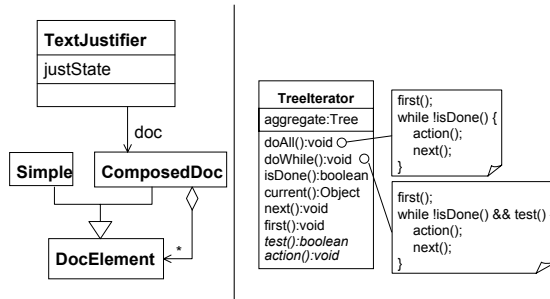 TextJustifier
justState
doc
Simple
ComposedDoc
*
DocElement
TreeIterator
aggregate:Tree
doAll():void
doWhile():void
isDone():boolean
current():Object
next():void
first():void
test():boolean
action():void
first();
while !isDone() {
action();
next();
}
first();
while !isDone() && test()
action();
next();
}